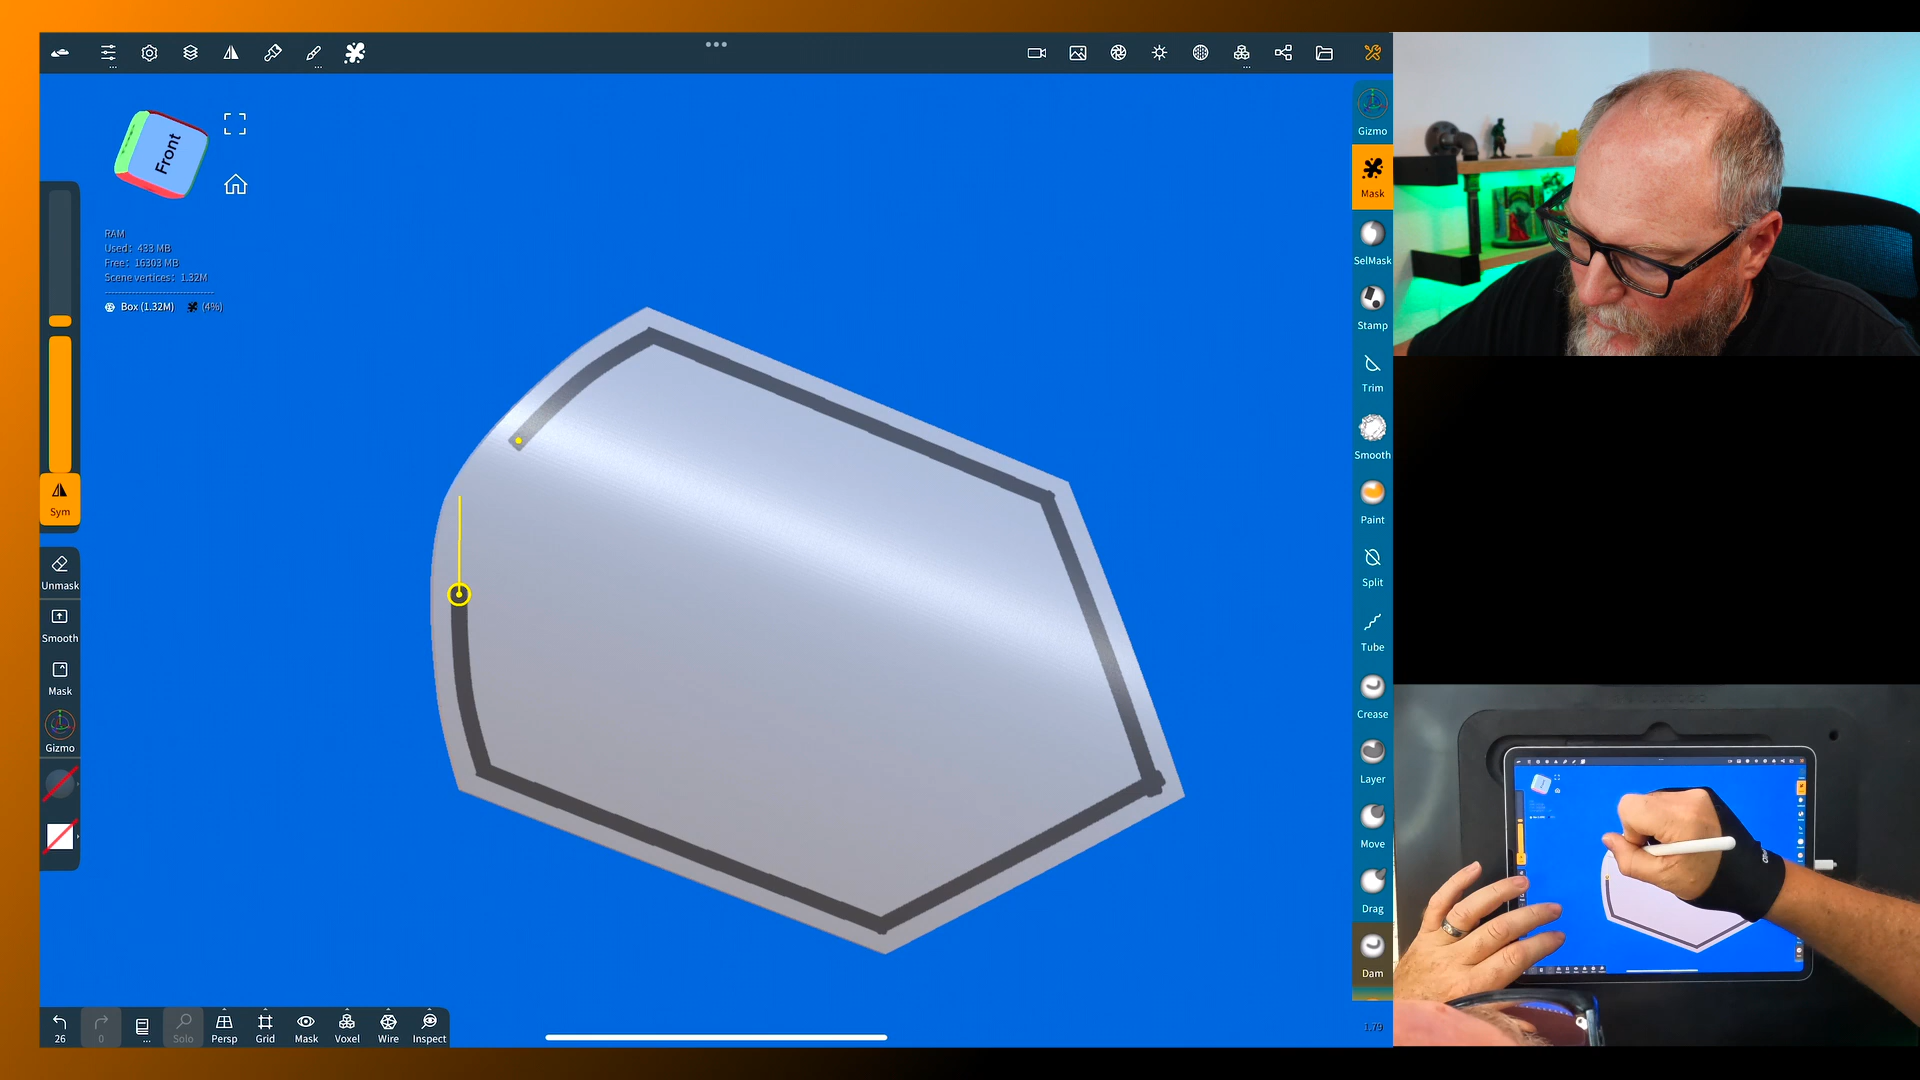 Front
RAM
Used: 433 MB
Free: 16303 MB
Scene vertices: 1.32M
Box (1.32M) (4%)
Sym
Unmask
Smooth
Mask
Gizmo
Gizmo
Mask
SelMask
Stamp
Trim
Smooth
Paint
Split
Tube
Crease
Layer
Move
Drag
Dam
1.79
26
0
...
Solo
Persp
Grid
Mask
Voxel
Wire
Inspect